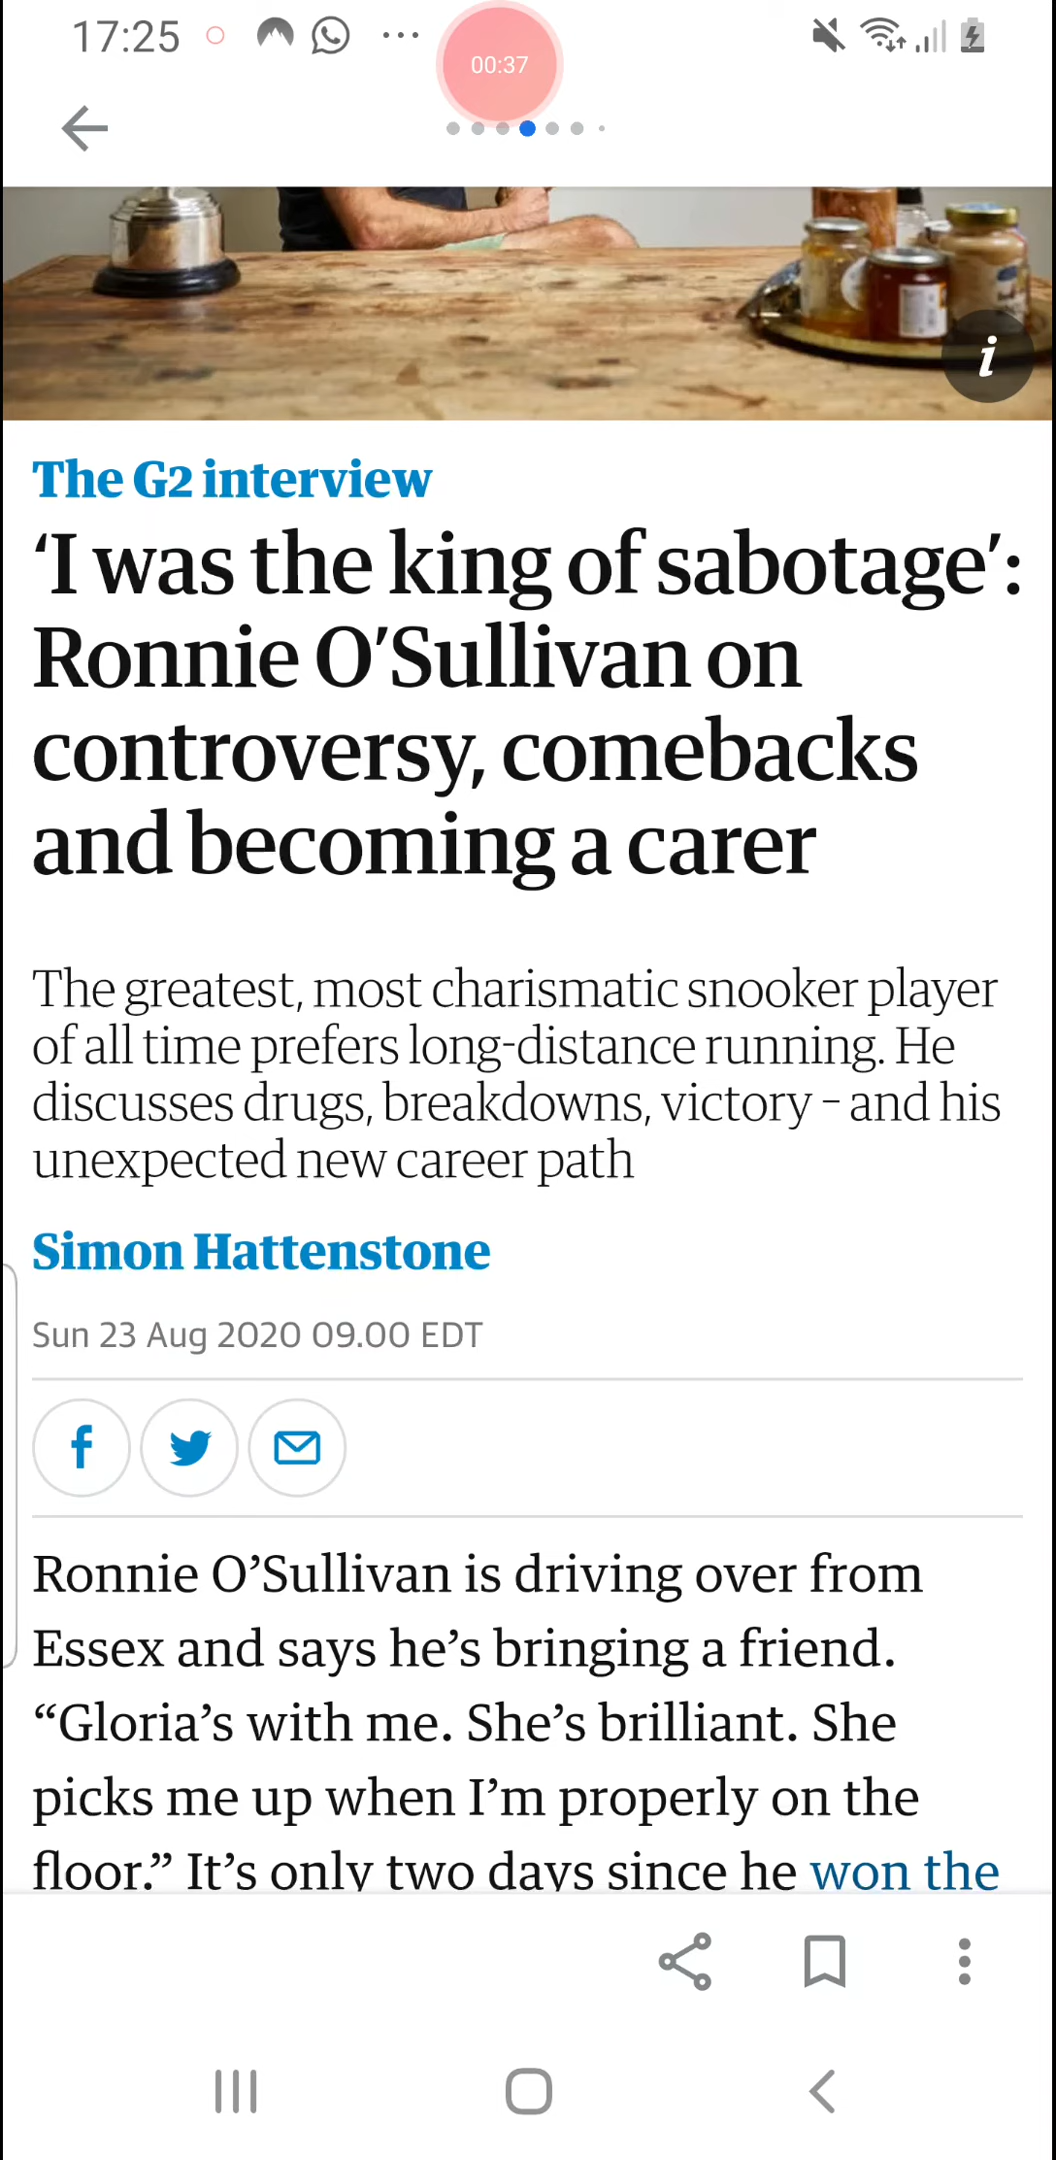 17:25
00:37
i
The G2 interview
‘I was the king of sabotage’:
Ronnie O’Sullivan on
controversy, comebacks
and becoming a carer
The greatest, most charismatic snooker player
of all time prefers long-distance running. He
discusses drugs, breakdowns, victory – and his
unexpected new career path
Simon Hattenstone
Sun 23 Aug 2020 09.00 EDT
Ronnie O’Sullivan is driving over from
Essex and says he’s bringing a friend.
“Gloria’s with me. She’s brilliant. She
picks me up when I’m properly on the
floor.” It’s only two days since he won the